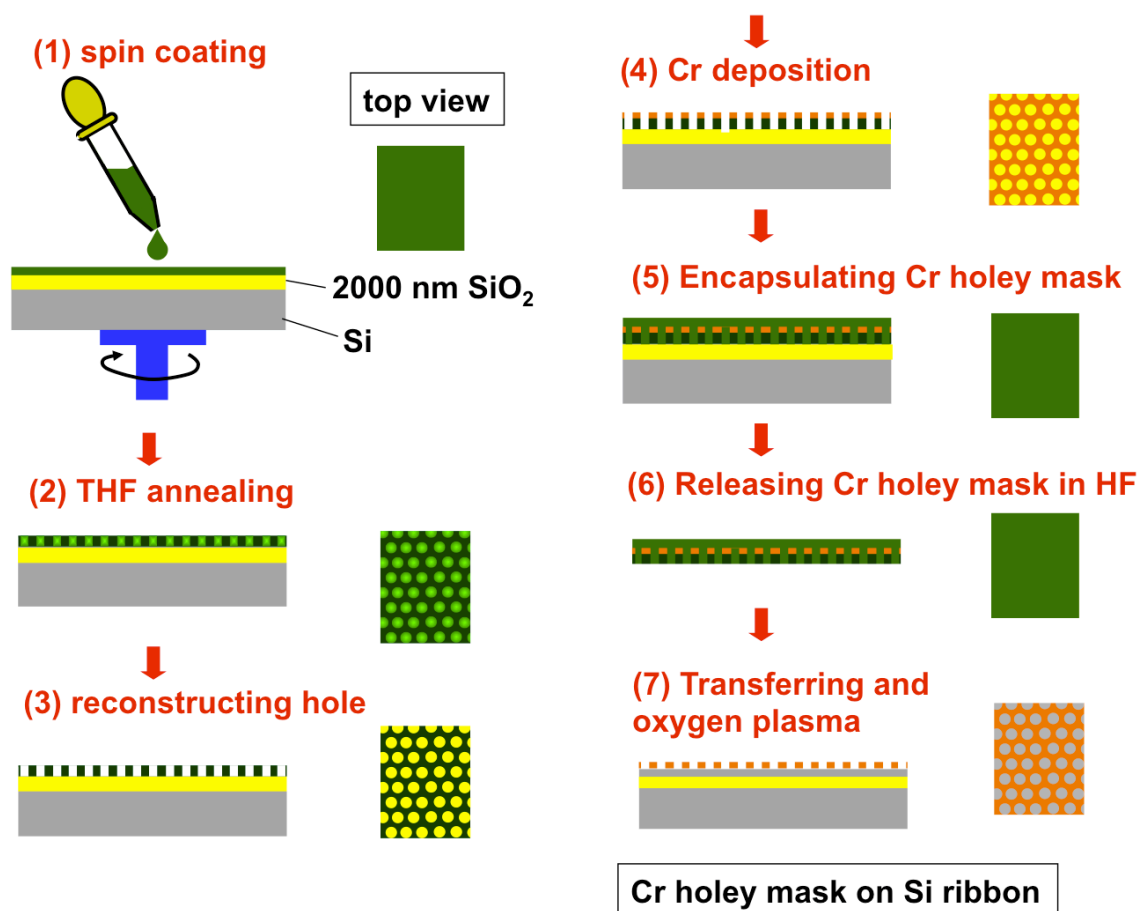 (1) spin coating
top view
2000 nm SiO₂
Si
(2) THF annealing
(3) reconstructing hole
(4) Cr deposition
(5) Encapsulating Cr holey mask
(6) Releasing Cr holey mask in HF
(7) Transferring and
oxygen plasma
Cr holey mask on Si ribbon